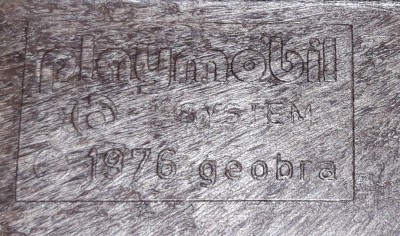 playmobil
® SYSTEM
© 1976 geobra